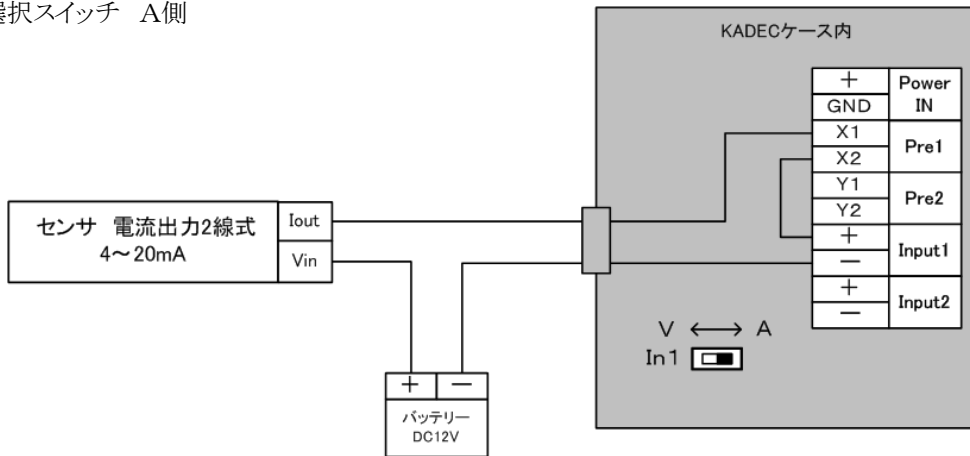 択スイッチ A側
KADECケース内
+
Power IN
GND
X1
Pre1
X2
Y1
Pre2
Y2
+
Input1
—
+
Input2
—
センサ 電流出力2線式
4～20mA
Iout
Vin
V ←→ A
In1
+ —
バッテリー
DC12V